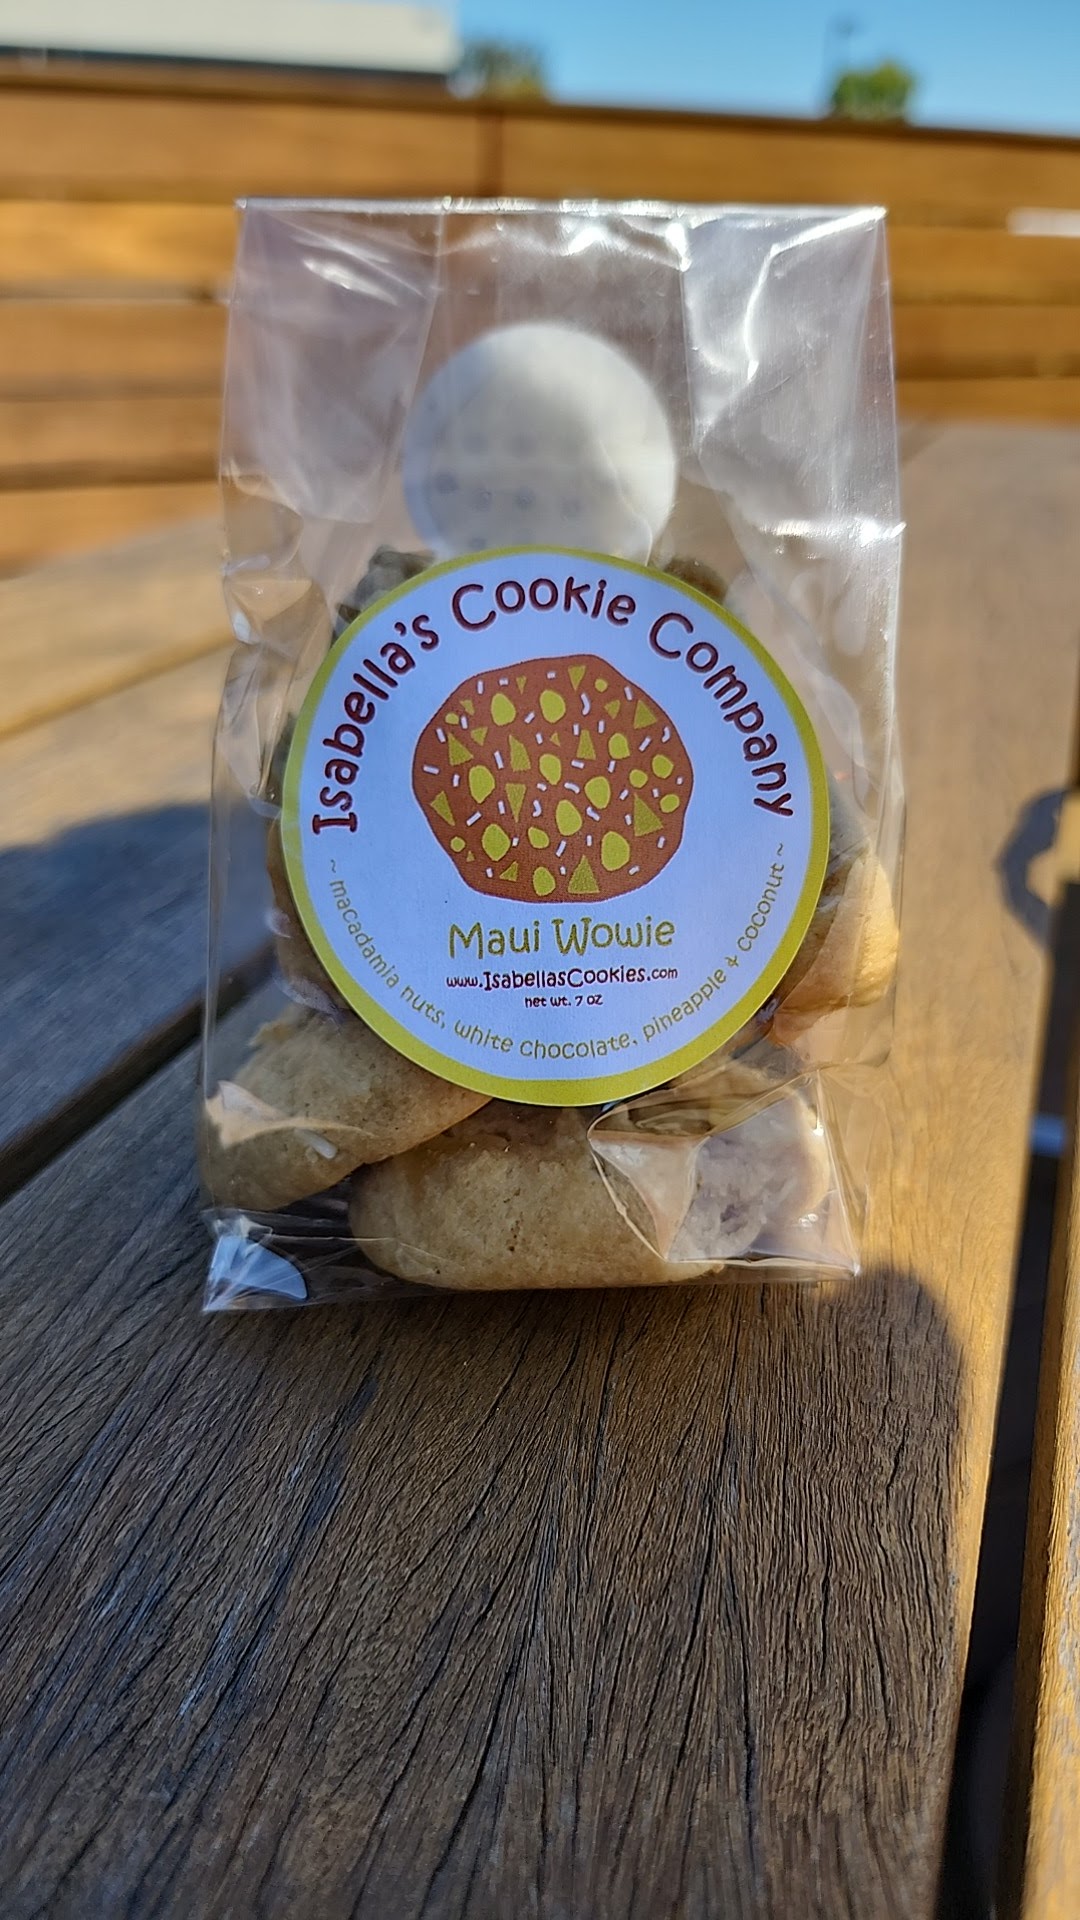 Isabella's Cookie Company
Maui Wowie
www.IsabellasCookies.com
net wt. 7 oz
~ macadamia nuts, white chocolate, pineapple & coconut ~